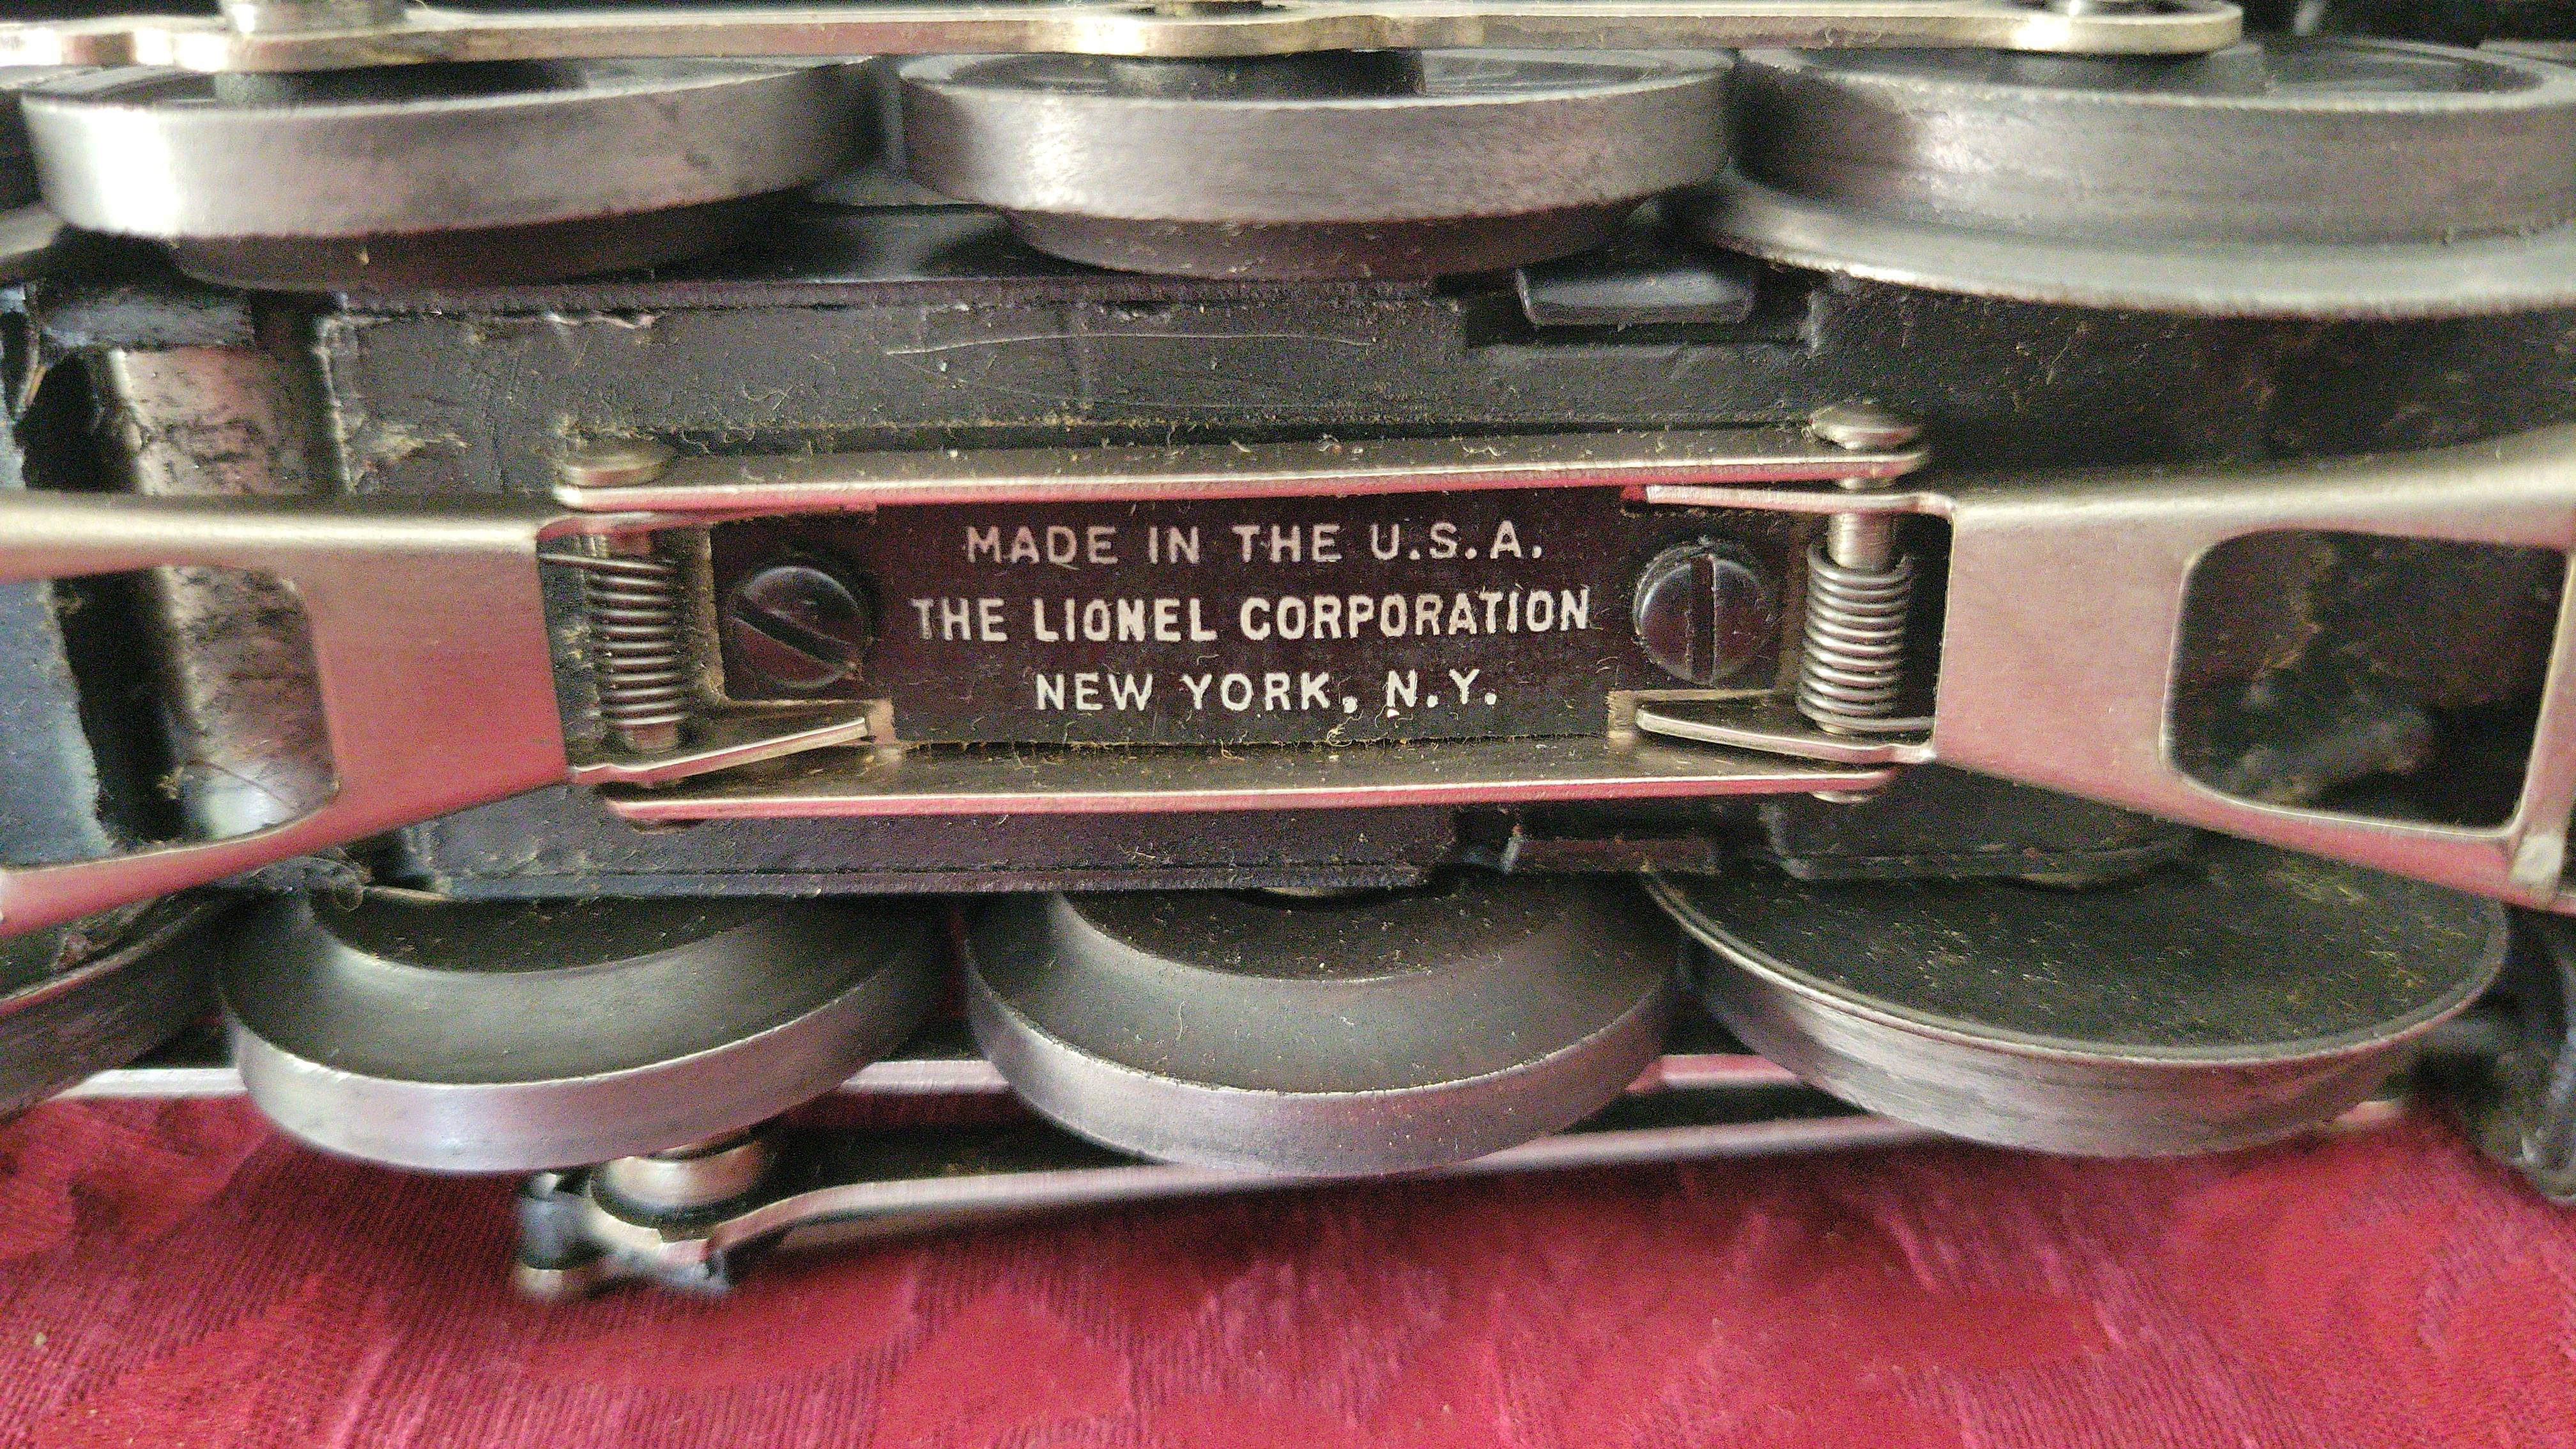 MADE IN THE U.S.A.
THE LIONEL CORPORATION
NEW YORK, N.Y.